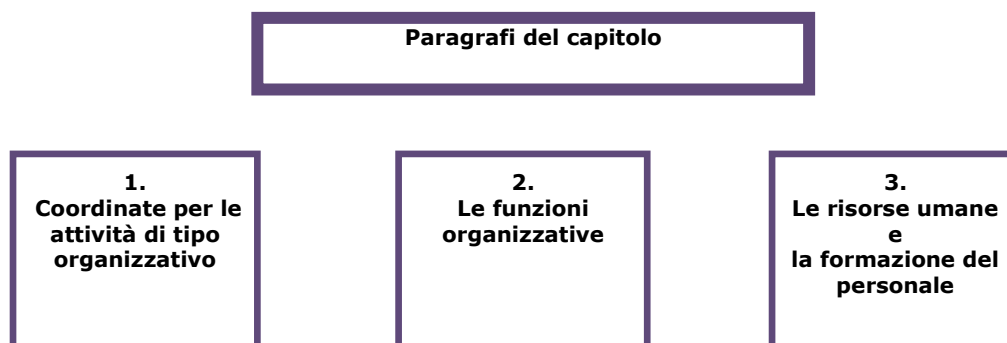 Paragrafi del capitolo
1.
Coordinate per le
attività di tipo
organizzativo
2.
Le funzioni
organizzative
3.
Le risorse umane
e
la formazione del
personale